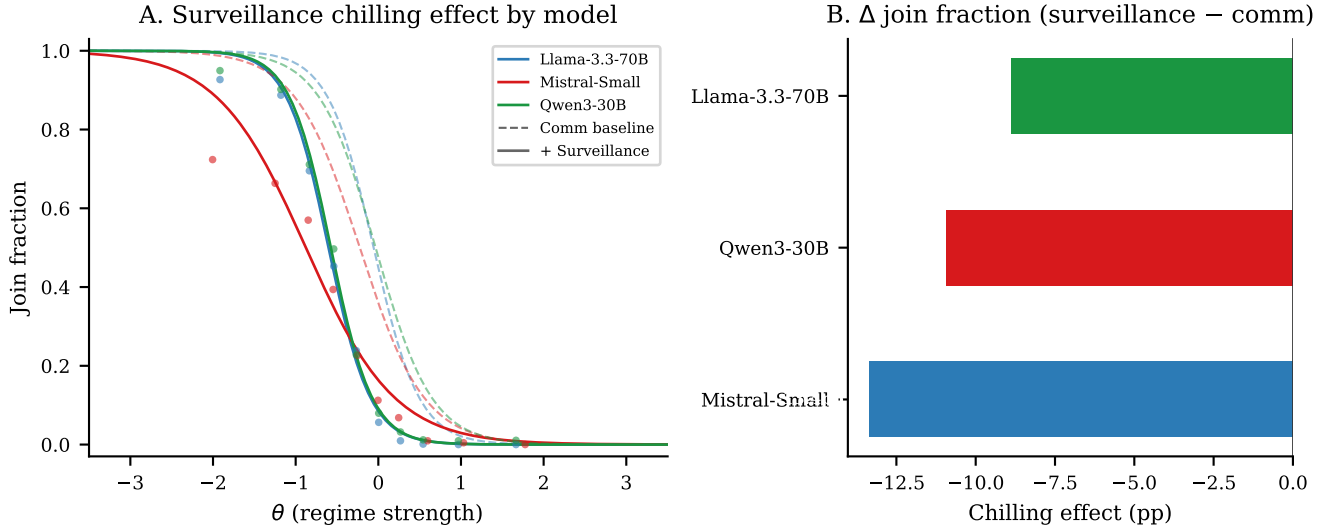 A. Surveillance chilling effect by model
Join fraction
1.0
0.8
0.6
0.4
0.2
0.0
Llama-3.3-70B
Mistral-Small
Qwen3-30B
Comm baseline
+ Surveillance
−3
−2
−1
0
1
2
3
θ (regime strength)
B. Δ join fraction (surveillance − comm)
Llama-3.3-70B
Qwen3-30B
Mistral-Small
−12.5
−10.0
−7.5
−5.0
−2.5
0.0
Chilling effect (pp)